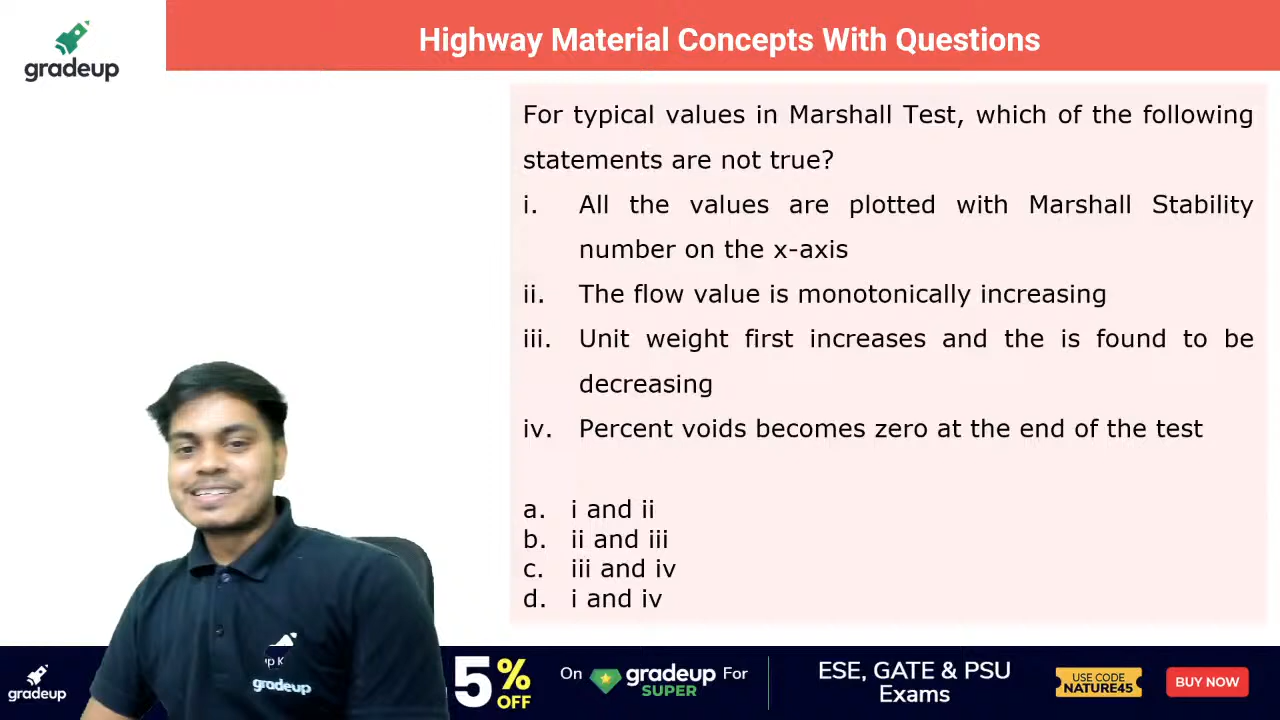 gradeup
Highway Material Concepts With Questions
For typical values in Marshall Test, which of the following
statements are not true?
i. All the values are plotted with Marshall Stability
number on the x-axis
ii. The flow value is monotonically increasing
iii. Unit weight first increases and the is found to be
decreasing
iv. Percent voids becomes zero at the end of the test
a. i and ii
b. ii and iii
c. iii and iv
d. i and iv
up K
gradeup
gradeup
5%
OFF
On gradeup For
SUPER
ESE, GATE & PSU
Exams
USE CODE
NATURE45
BUY NOW